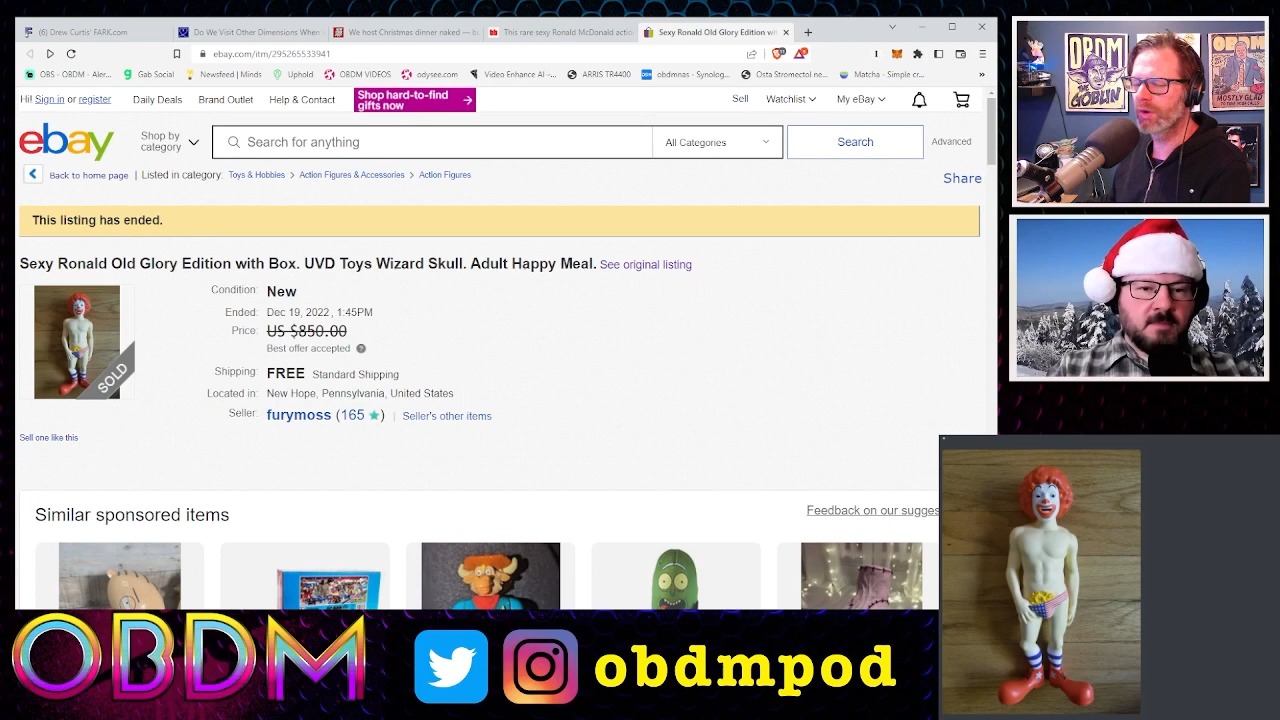 (6) Drew Curtis' FARK.com
Do We Visit Other Dimensions When
We host Christmas dinner naked — b
This rare sexy Ronald McDonald actio
Sexy Ronald Old Glory Edition wit
ebay.com/itm/295265533941
OBS - OBDM - Aler...
Gab Social
Newsfeed | Minds
Uphold
OBDM VIDEOS
odysee.com
Video Enhance AI -...
ARRIS TR4400
obdmnas - Synolog...
Osta Stromectol ne...
Matcha - Simple cr...
Hi! Sign in or register
Daily Deals
Brand Outlet
Help & Contact
Shop hard-to-find
gifts now
Sell
Watchlist
My eBay
ebay
Shop by
category
Search for anything
All Categories
Search
Advanced
Back to home page | Listed in category: Toys & Hobbies > Action Figures & Accessories > Action Figures
Share
This listing has ended.
Sexy Ronald Old Glory Edition with Box. UVD Toys Wizard Skull. Adult Happy Meal. See original listing
SOLD
Condition: New
Ended: Dec 19, 2022 , 1:45PM
Price: US $850.00
Best offer accepted
Shipping: FREE Standard Shipping
Located in: New Hope, Pennsylvania, United States
Seller: furymoss (165 ★) | Seller's other items
Sell one like this
Similar sponsored items
Feedback on our sugges
OBDM
THE GOBLIN
OBDM
MOSTLY GLAD
OBDM
obdmpod